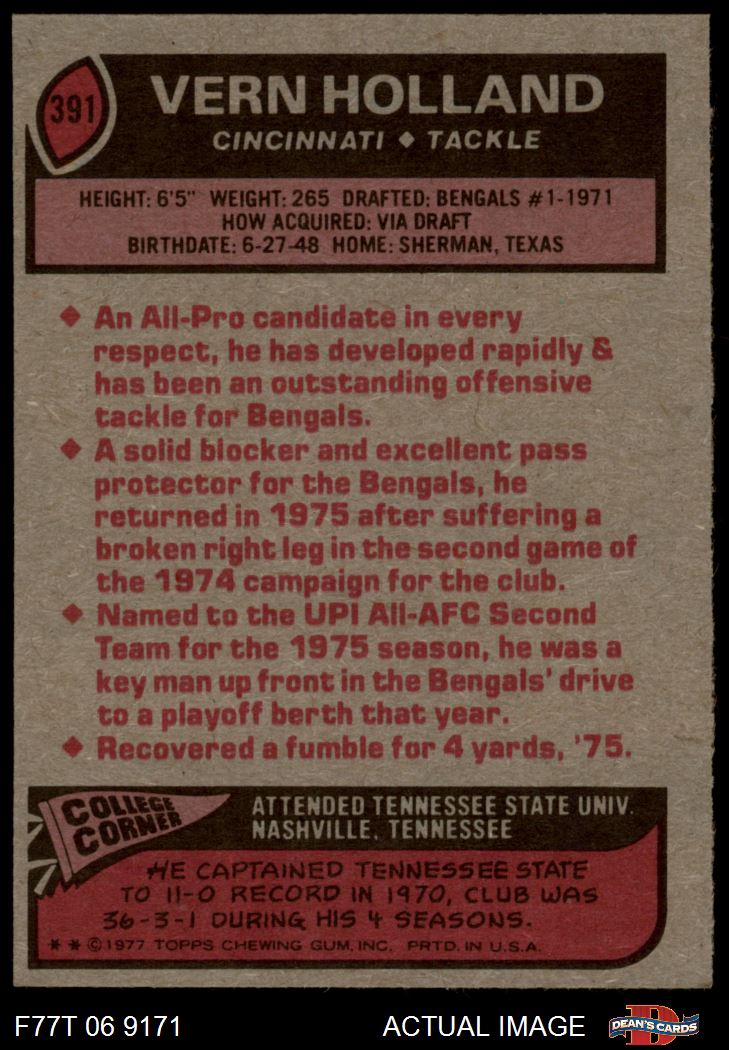 391
VERN HOLLAND
CINCINNATI ♦ TACKLE
HEIGHT: 6'5" WEIGHT: 265 DRAFTED: BENGALS #1-1971
HOW ACQUIRED: VIA DRAFT
BIRTHDATE: 6-27-48 HOME: SHERMAN, TEXAS
♦ An All-Pro candidate in every
respect, he has developed rapidly &
has been an outstanding offensive
tackle for Bengals.
♦ A solid blocker and excellent pass
protector for the Bengals, he
returned in 1975 after suffering a
broken right leg in the second game of
the 1974 campaign for the club.
♦ Named to the UPI All-AFC Second
Team for the 1975 season, he was a
key man up front in the Bengals' drive
to a playoff berth that year.
♦ Recovered a fumble for 4 yards, '75.
COLLEGE
CORNER
ATTENDED TENNESSEE STATE UNIV.
NASHVILLE, TENNESSEE
HE CAPTAINED TENNESSEE STATE
TO 11-0 RECORD IN 1970, CLUB WAS
36-3-1 DURING HIS 4 SEASONS.
* * © 1977 TOPPS CHEWING GUM, INC. PRTD. IN U.S.A.
F77T 06 9171 ACTUAL IMAGE
D
DEAN'S CARDS